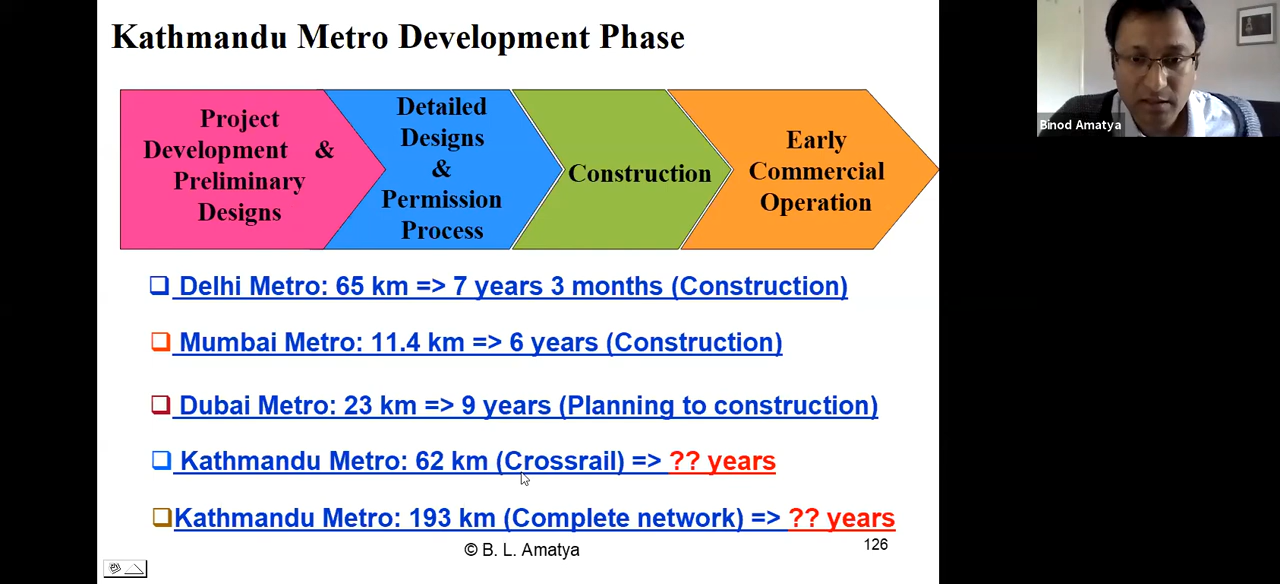 Kathmandu Metro Development Phase
Project
Development &
Preliminary
Designs
Detailed
Designs
&
Permission
Process
Construction
Early
Commercial
Operation
Delhi Metro: 65 km => 7 years 3 months (Construction)
Mumbai Metro: 11.4 km => 6 years (Construction)
Dubai Metro: 23 km => 9 years (Planning to construction)
Kathmandu Metro: 62 km (Crossrail) => ?? years
Kathmandu Metro: 193 km (Complete network) => ?? years
© B. L. Amatya
126
Binod Amatya